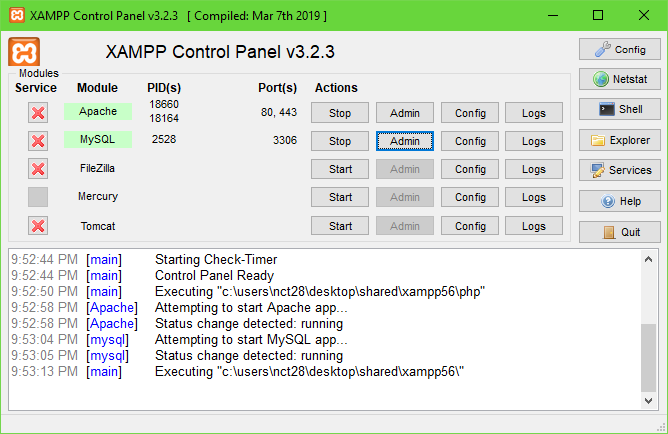 XAMPP Control Panel v3.2.3 [ Compiled: Mar 7th 2019 ]
XAMPP Control Panel v3.2.3
Config
Modules
Service Module PID(s) Port(s) Actions
Netstat
Apache 18660 18164 80, 443 Stop Admin Config Logs
Shell
MySQL 2528 3306 Stop Admin Config Logs
Explorer
FileZilla Start Admin Config Logs
Services
Mercury Start Admin Config Logs
Help
Tomcat Start Admin Config Logs
Quit
9:52:44 PM [main] Starting Check-Timer
9:52:44 PM [main] Control Panel Ready
9:52:50 PM [main] Executing "c:\users\nct28\desktop\shared\xampp56\php"
9:52:58 PM [Apache] Attempting to start Apache app...
9:52:58 PM [Apache] Status change detected: running
9:53:04 PM [mysql] Attempting to start MySQL app...
9:53:05 PM [mysql] Status change detected: running
9:53:13 PM [main] Executing "c:\users\nct28\desktop\shared\xampp56\"